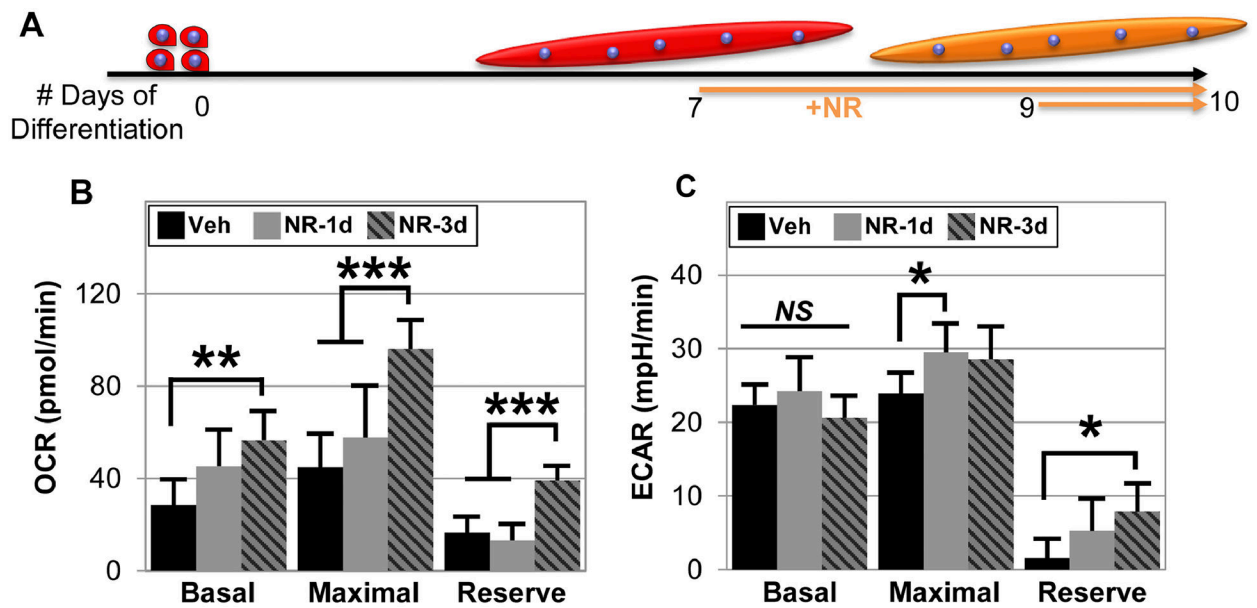 A
# Days of
Differentiation
0
7
+NR
9
10
B
Veh
NR-1d
NR-3d
OCR (pmol/min)
120
80
40
0
**
***
***
Basal
Maximal
Reserve
C
Veh
NR-1d
NR-3d
ECAR (mpH/min)
40
30
20
10
0
NS
*
*
Basal
Maximal
Reserve